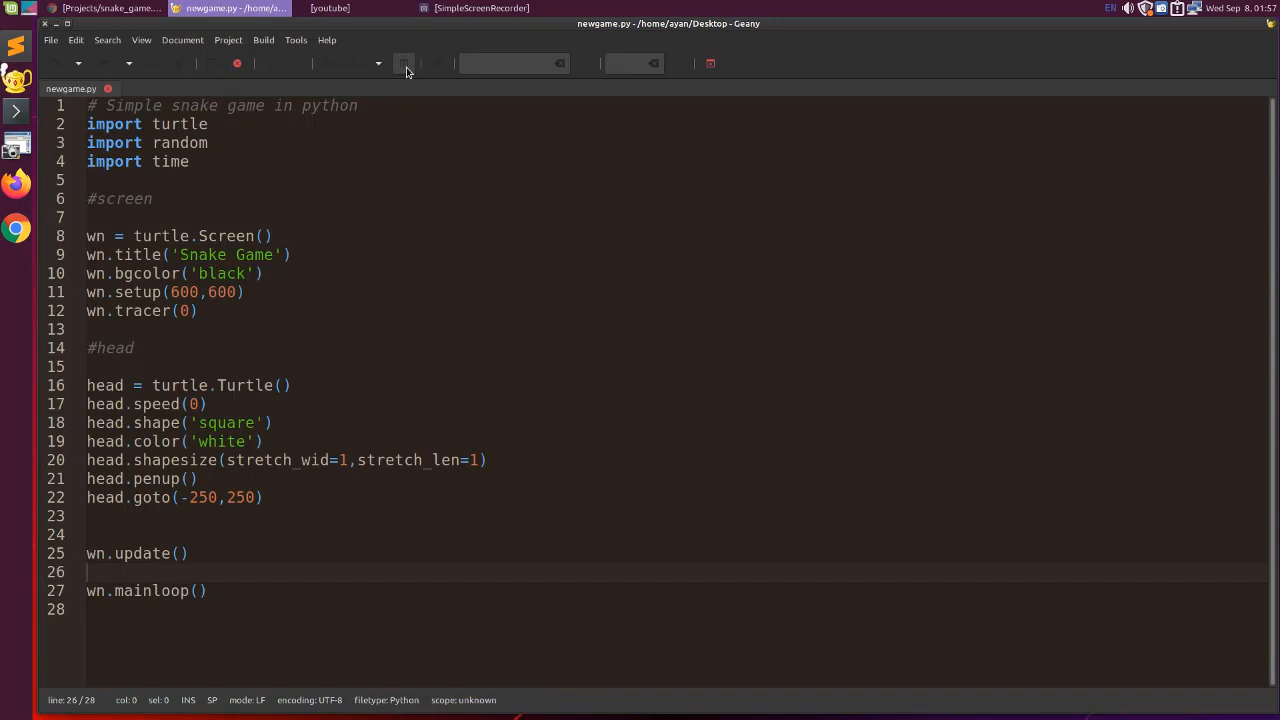 [Projects/snake_game....
newgame.py - /home/a...
[youtube]
[SimpleScreenRecorder]
EN
Wed Sep 8, 01:57
newgame.py - /home/ayan/Desktop - Geany
File Edit Search View Document Project Build Tools Help
newgame.py
1 # Simple snake game in python
2 import turtle
3 import random
4 import time
5
6 #screen
7
8 wn = turtle.Screen()
9 wn.title('Snake Game')
10 wn.bgcolor('black')
11 wn.setup(600,600)
12 wn.tracer(0)
13
14 #head
15
16 head = turtle.Turtle()
17 head.speed(0)
18 head.shape('square')
19 head.color('white')
20 head.shapesize(stretch_wid=1,stretch_len=1)
21 head.penup()
22 head.goto(-250,250)
23
24
25 wn.update()
26
27 wn.mainloop()
28
line: 26 / 28 col: 0 sel: 0 INS SP mode: LF encoding: UTF-8 filetype: Python scope: unknown